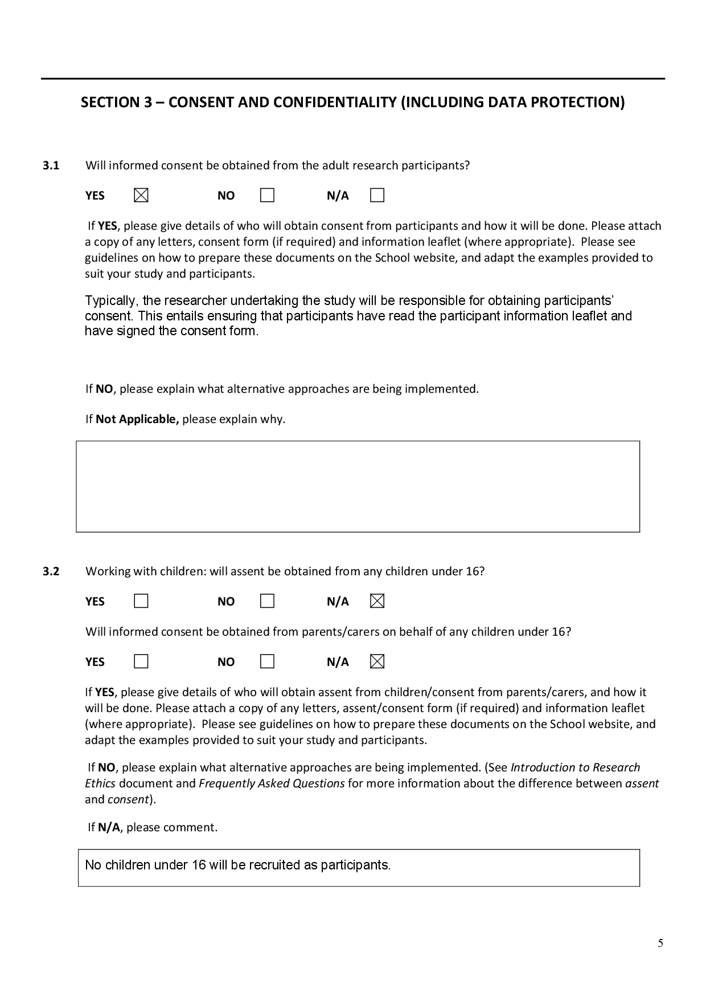 SECTION 3 – CONSENT AND CONFIDENTIALITY (INCLUDING DATA PROTECTION)
3.1 Will informed consent be obtained from the adult research participants?
YES ☒ NO ☐ N/A ☐
If YES, please give details of who will obtain consent from participants and how it will be done. Please attach
a copy of any letters, consent form (if required) and information leaflet (where appropriate).  Please see
guidelines on how to prepare these documents on the School website, and adapt the examples provided to
suit your study and participants.
Typically, the researcher undertaking the study will be responsible for obtaining participants’
consent. This entails ensuring that participants have read the participant information leaflet and
have signed the consent form.
If NO, please explain what alternative approaches are being implemented.
If Not Applicable, please explain why.
3.2 Working with children: will assent be obtained from any children under 16?
YES ☐ NO ☐ N/A ☒
Will informed consent be obtained from parents/carers on behalf of any children under 16?
YES ☐ NO ☐ N/A ☒
If YES, please give details of who will obtain assent from children/consent from parents/carers, and how it
will be done. Please attach a copy of any letters, assent/consent form (if required) and information leaflet
(where appropriate).  Please see guidelines on how to prepare these documents on the School website, and
adapt the examples provided to suit your study and participants.
If NO, please explain what alternative approaches are being implemented. (See Introduction to Research
Ethics document and Frequently Asked Questions for more information about the difference between assent
and consent).
If N/A, please comment.
No children under 16 will be recruited as participants.
5